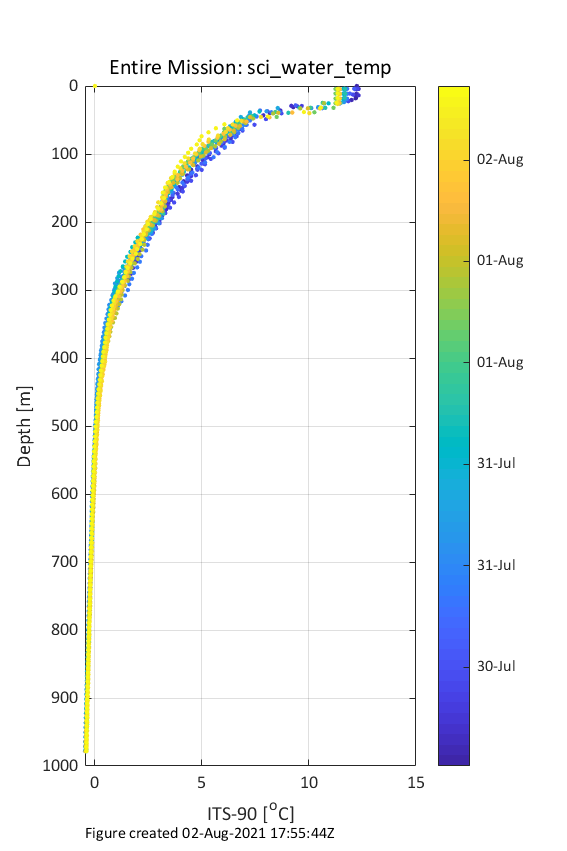 Entire Mission: sci_water_temp
0
100
200
300
400
500
600
700
800
900
1000
Depth [m]
0 5 10 15
ITS-90 [°C]
02-Aug
01-Aug
01-Aug
31-Jul
31-Jul
30-Jul
Figure created 02-Aug-2021 17:55:44Z